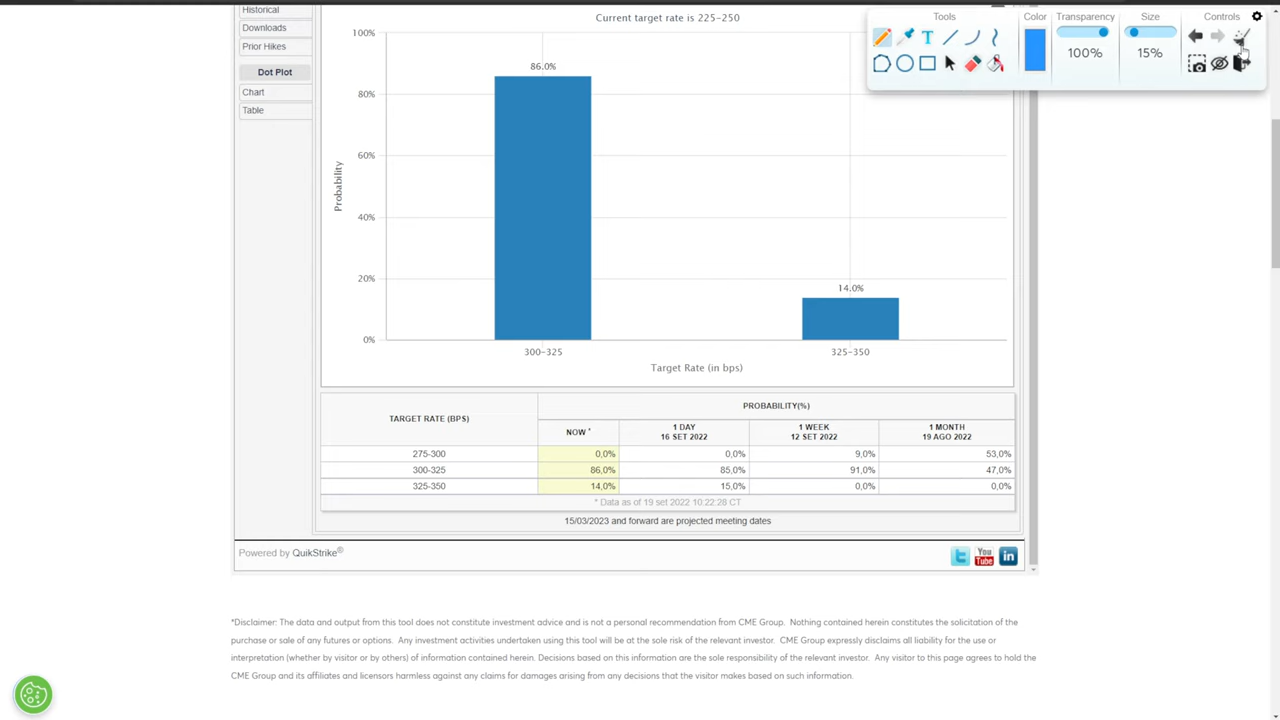 Historical
Downloads
Prior Hikes
Dot Plot
Chart
Table
Current target rate is 225-250
Tools
Color
Transparency
Size
Controls
100%
15%
100%
80%
60%
40%
20%
0%
Probability
86.0%
14.0%
300-325
325-350
Target Rate (in bps)
TARGET RATE (BPS)
PROBABILITY(%)
NOW *
1 DAY
16 SET 2022
1 WEEK
12 SET 2022
1 MONTH
19 AGO 2022
275-300 0,0% 0,0% 9,0% 53,0%
300-325 86,0% 85,0% 91,0% 47,0%
325-350 14,0% 15,0% 0,0% 0,0%
* Data as of 19 set 2022 10:22:28 CT
15/03/2023 and forward are projected meeting dates
Powered by QuikStrike®
You
Tube
in
*Disclaimer: The data and output from this tool does not constitute investment advice and is not a personal recommendation from CME Group. Nothing contained herein constitutes the solicitation of the
purchase or sale of any futures or options. Any investment activities undertaken using this tool will be at the sole risk of the relevant investor. CME Group expressly disclaims all liability for the use or
interpretation (whether by visitor or by others) of information contained herein. Decisions based on this information are the sole responsibility of the relevant investor. Any visitor to this page agrees to hold the
CME Group and its affiliates and licensors harmless against any claims for damages arising from any decisions that the visitor makes based on such information.